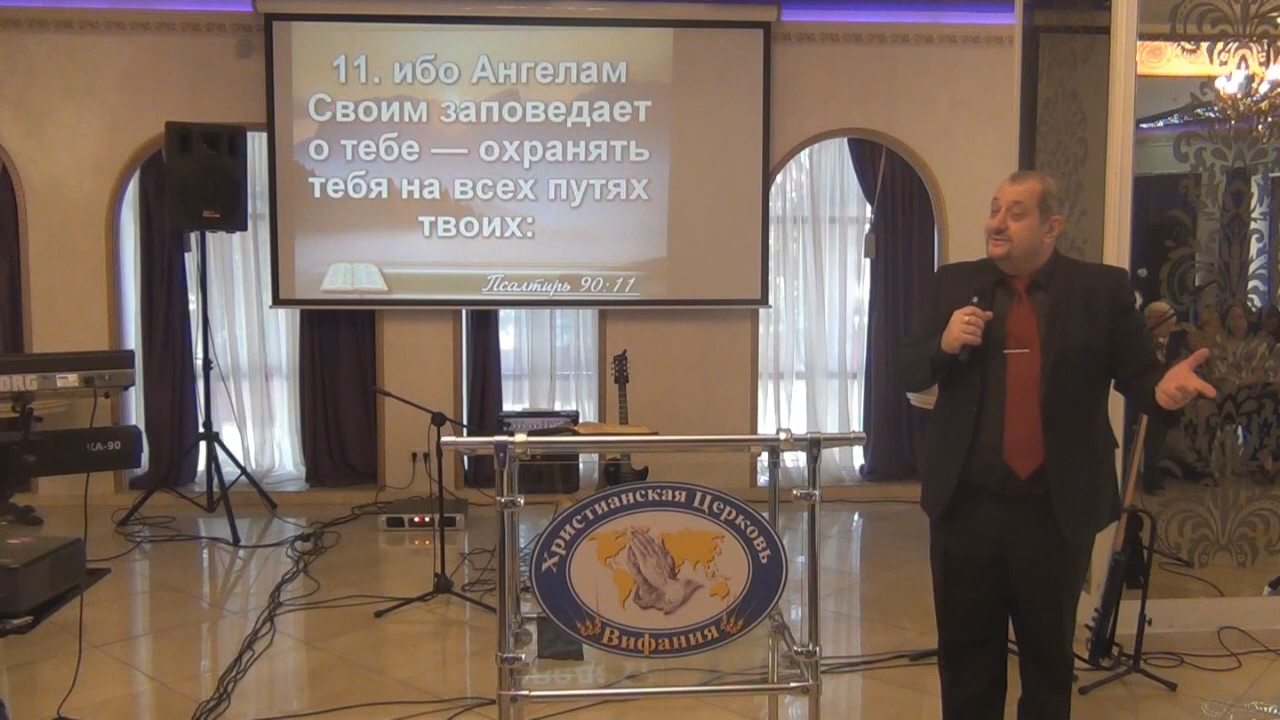 11. ибо Ангелам
Своим заповедает
о тебе — охранять
тебя на всех путях
твоих:
Псалтирь 90:11
KORG
KA-90
Христианская Церковь
Вифания